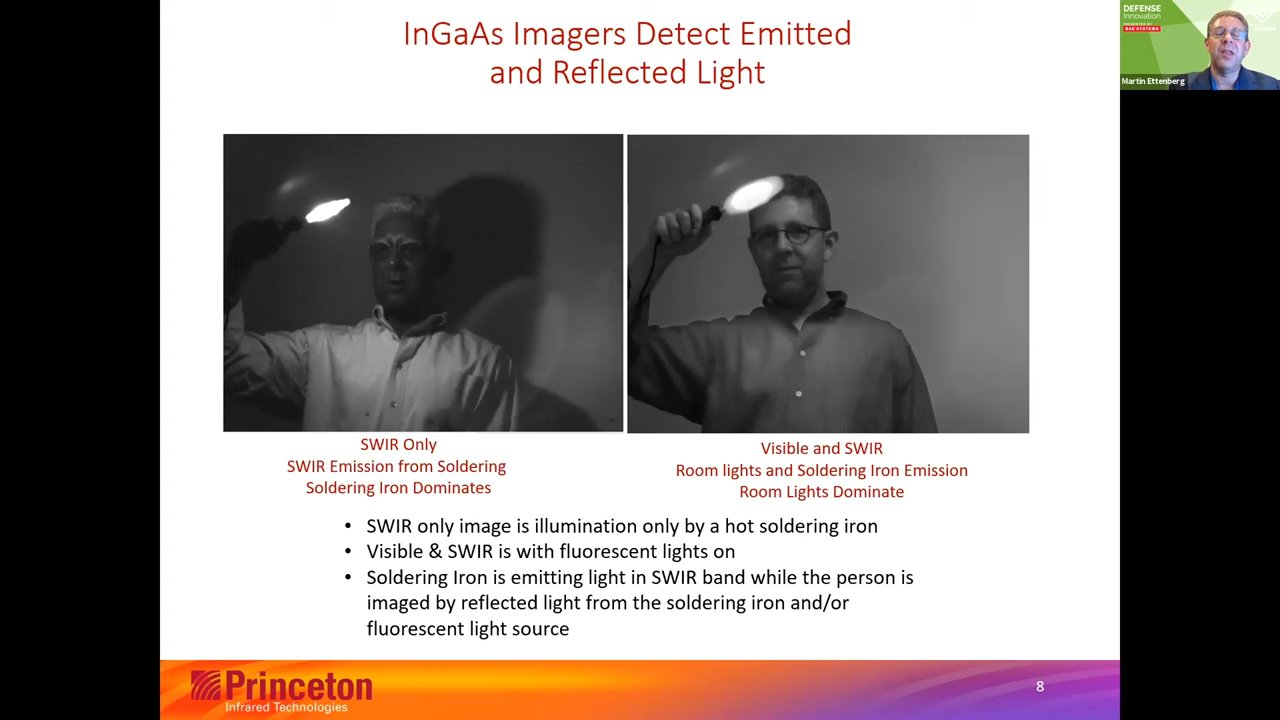 InGaAs Imagers Detect Emitted
and Reflected Light
DEFENSE
Innovation
PRESENTED BY
BAE SYSTEMS
Martin Ettenberg
SWIR Only
SWIR Emission from Soldering
Soldering Iron Dominates
Visible and SWIR
Room lights and Soldering Iron Emission
Room Lights Dominate
• SWIR only image is illumination only by a hot soldering iron
• Visible & SWIR is with fluorescent lights on
• Soldering Iron is emitting light in SWIR band while the person is
imaged by reflected light from the soldering iron and/or
fluorescent light source
Princeton
Infrared Technologies
8